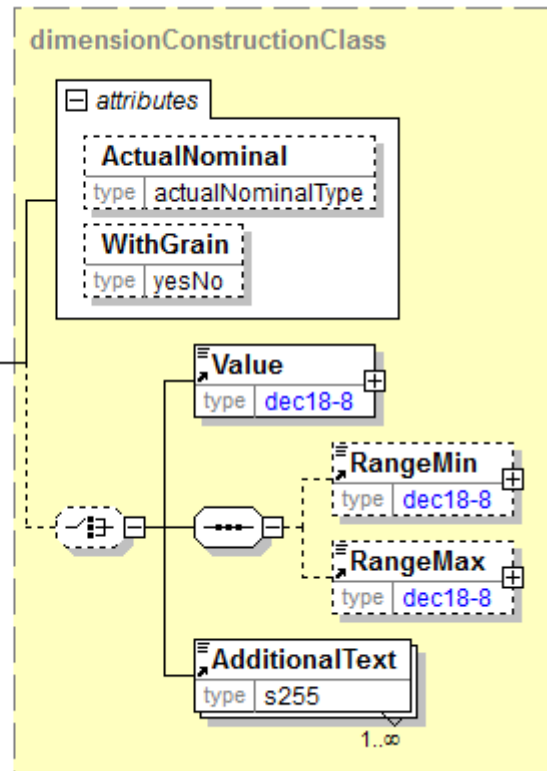 dimensionConstructionClass
attributes
ActualNominal
type actualNominalType
WithGrain
type yesNo
Value
type dec18-8
RangeMin
type dec18-8
RangeMax
type dec18-8
AdditionalText
type s255
1..∞